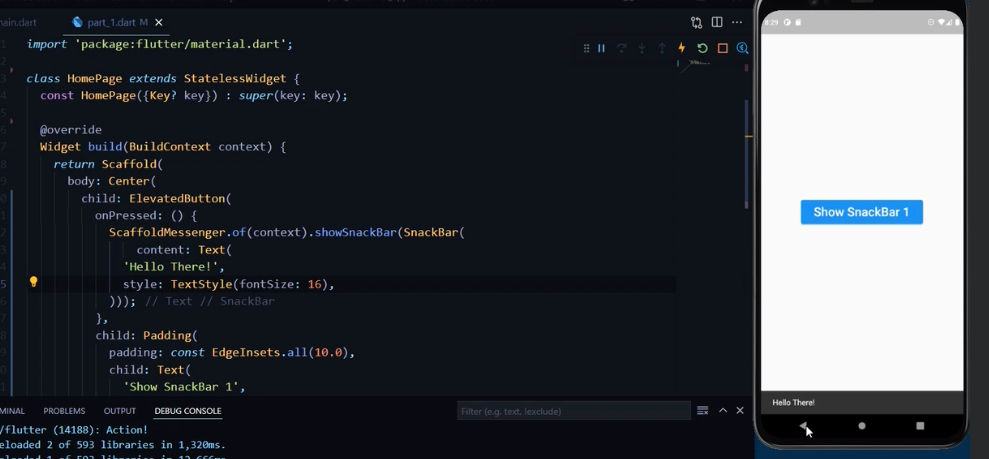 main.dart
part_1.dart M
import 'package:flutter/material.dart';
class HomePage extends StatelessWidget {
const HomePage({Key? key}) : super(key: key);
@override
Widget build(BuildContext context) {
return Scaffold(
body: Center(
child: ElevatedButton(
onPressed: () {
ScaffoldMessenger.of(context).showSnackBar(SnackBar(
content: Text(
'Hello There!',
style: TextStyle(fontSize: 16),
))); // Text // SnackBar
},
child: Padding(
padding: const EdgeInsets.all(10.0),
child: Text(
'Show SnackBar 1',
MINAL PROBLEMS OUTPUT DEBUG CONSOLE
Filter (e.g. text, !exclude)
/flutter (14188): Action!
eloaded 2 of 593 libraries in 1,320ms.
8:29
Show SnackBar 1
Hello There!